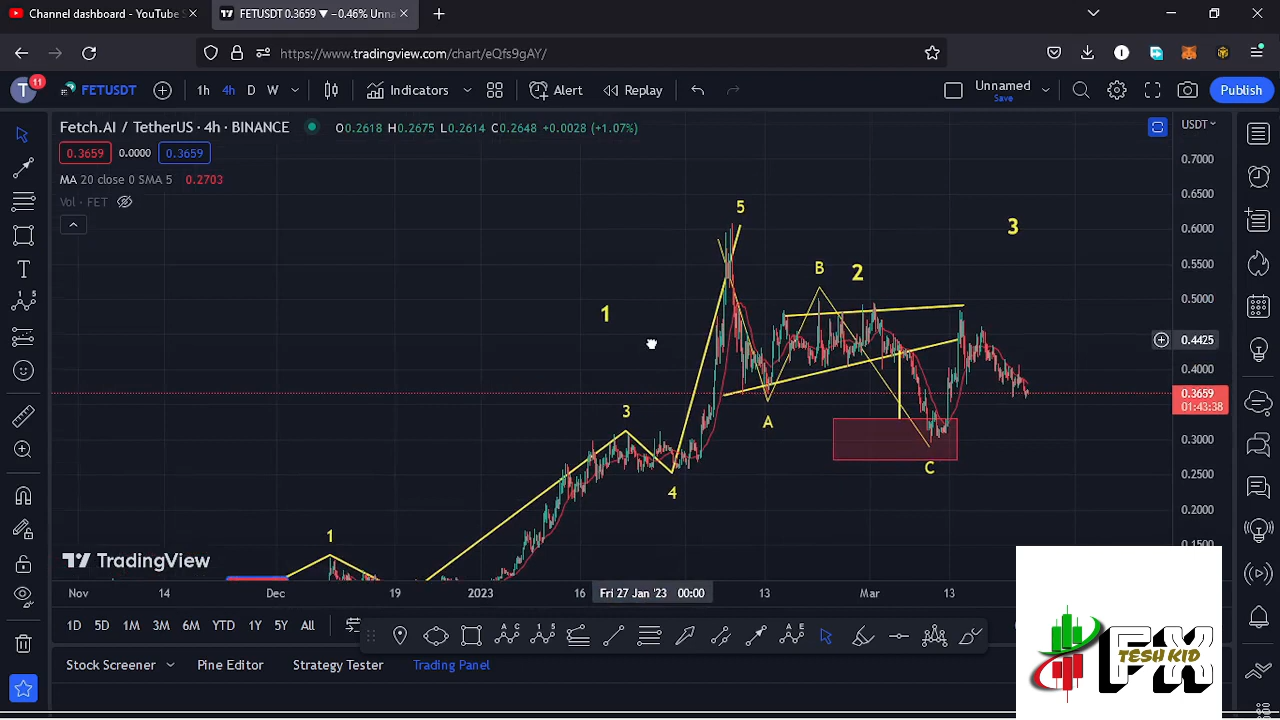 Channel dashboard - YouTube S
FETUSDT 0.3659 ▼ −0.46% Unna
https://www.tradingview.com/chart/eQfs9gAY/
T 11 FETUSDT 1h 4h D W Indicators Alert Replay Unnamed Save Publish
Fetch.AI / TetherUS · 4h · BINANCE O0.2618 H0.2675 L0.2614 C0.2648 +0.0028 (+1.07%) USDT
0.3659 0.0000 0.3659
MA 20 close 0 SMA 5 0.2703
Vol · FET
0.7000
0.6500
0.6000
0.5500
0.5000
0.4425
0.4000
0.3659
01:43:38
0.3000
0.2500
0.2000
0.1500
5
3
B
2
1
3
A
C
4
1
TradingView
Nov 14 Dec 19 2023 16 Fri 27 Jan '23 00:00 13 Mar 13
1D 5D 1M 3M 6M YTD 1Y 5Y All
Stock Screener Pine Editor Strategy Tester Trading Panel
FX
TESH KID